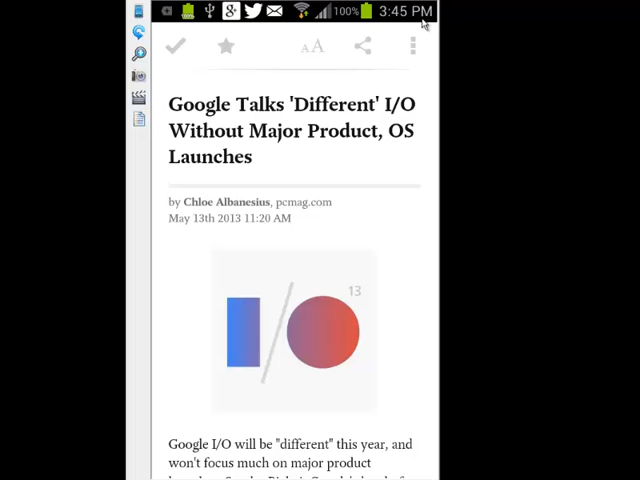 100% 3:45 PM
AA
Google Talks 'Different' I/O
Without Major Product, OS
Launches
by Chloe Albanesius, pcmag.com
May 13th 2013 11:20 AM
I/O 13
Google I/O will be "different" this year, and
won't focus much on major product